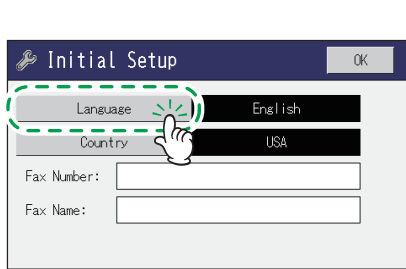 Initial Setup OK
Language English
Country USA
Fax Number:
Fax Name: